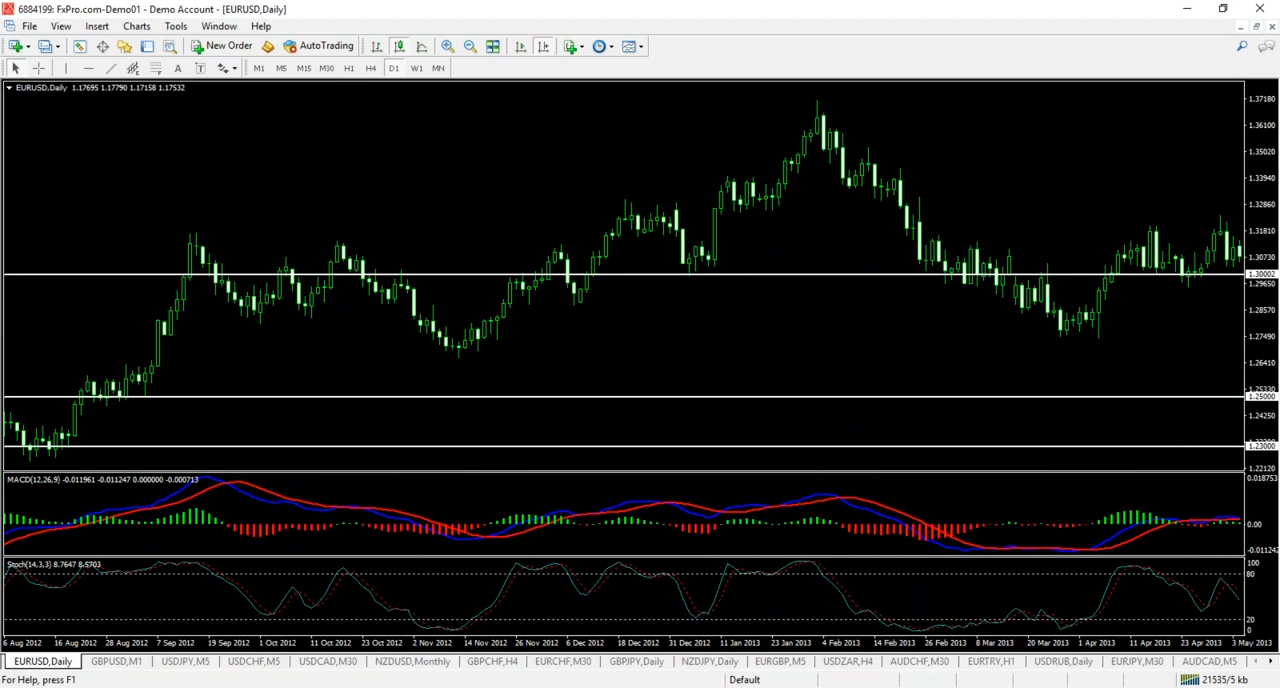 6884199: FxPro.com-Demo01 - Demo Account - [EURUSD,Daily]
File View Insert Charts Tools Window Help
New Order AutoTrading
A T M1 M5 M15 M30 H1 H4 D1 W1 MN
EURUSD,Daily 1.17695 1.17790 1.17158 1.17532
1.37180
1.36100
1.35020
1.33940
1.32860
1.31810
1.30730
1.30002
1.29650
1.28570
1.27490
1.26410
1.25330
1.25000
1.24250
1.23000
1.22120
MACD(12,26,9) -0.011961 -0.011247 0.000000 -0.000713
0.018753
0.00
-0.011242
Stoch(14,3,3) 8.7647 8.5703
100
80
20
0
6 Aug 2012 16 Aug 2012 28 Aug 2012 7 Sep 2012 19 Sep 2012 1 Oct 2012 11 Oct 2012 23 Oct 2012 2 Nov 2012 14 Nov 2012 26 Nov 2012 6 Dec 2012 18 Dec 2012 31 Dec 2012 11 Jan 2013 23 Jan 2013 4 Feb 2013 14 Feb 2013 26 Feb 2013 8 Mar 2013 20 Mar 2013 1 Apr 2013 11 Apr 2013 23 Apr 2013 3 May 2013
EURUSD,Daily GBPUSD,M1 USDJPY,M5 USDCHF,M5 USDCAD,M30 NZDUSD,Monthly GBPCHF,H4 EURCHF,M30 GBPJPY,Daily NZDJPY,Daily EURGBP,M5 USDZAR,H4 AUDCHF,M30 EURTRY,H1 USDRUB,Daily EURJPY,M30 AUDCAD,M5
For Help, press F1 Default 21535/5 kb